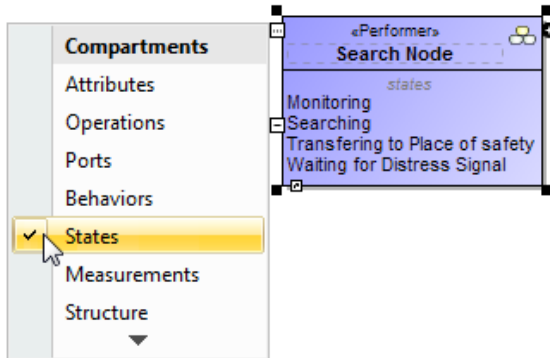 Compartments
Attributes
Operations
Ports
Behaviors
States
Measurements
Structure
«Performer»
Search Node
states
Monitoring
Searching
Transfering to Place of safety
Waiting for Distress Signal